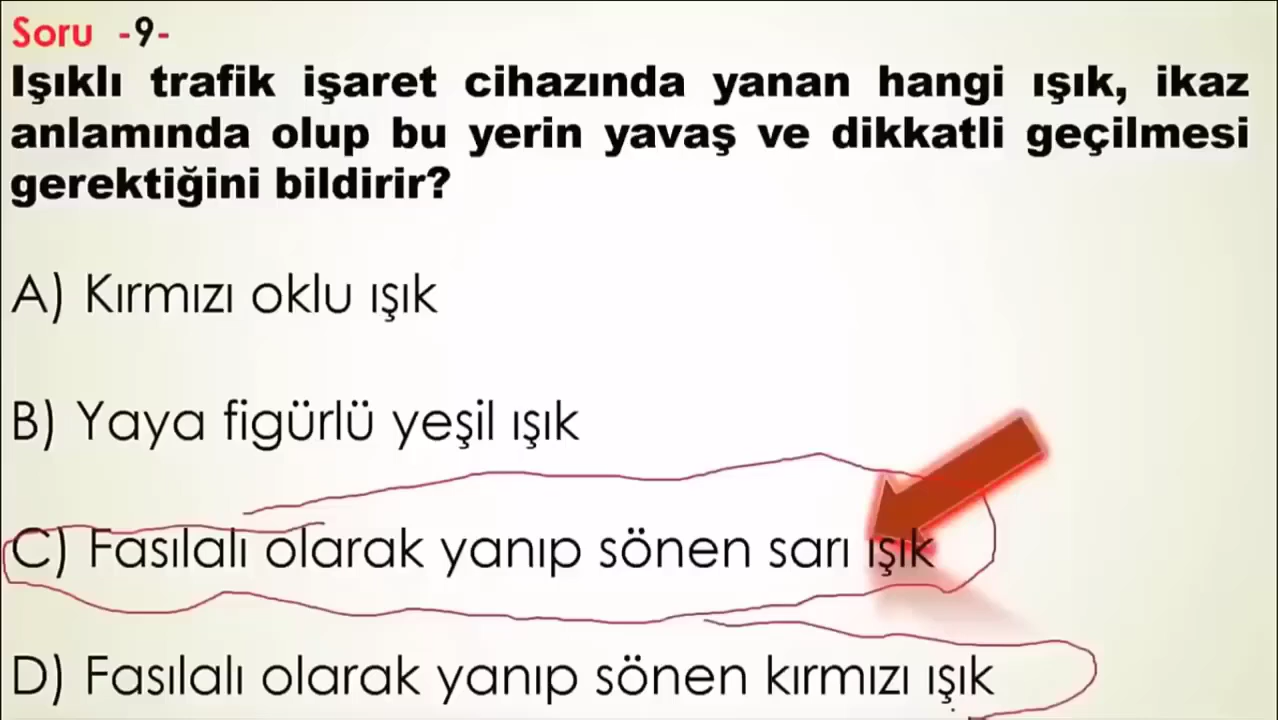 Soru -9-
Işıklı trafik işaret cihazında yanan hangi ışık, ikaz
anlamında olup bu yerin yavaş ve dikkatli geçilmesi
gerektiğini bildirir?
A) Kırmızı oklu ışık
B) Yaya figürlü yeşil ışık
C) Fasılalı olarak yanıp sönen sarı ışık
D) Fasılalı olarak yanıp sönen kırmızı ışık